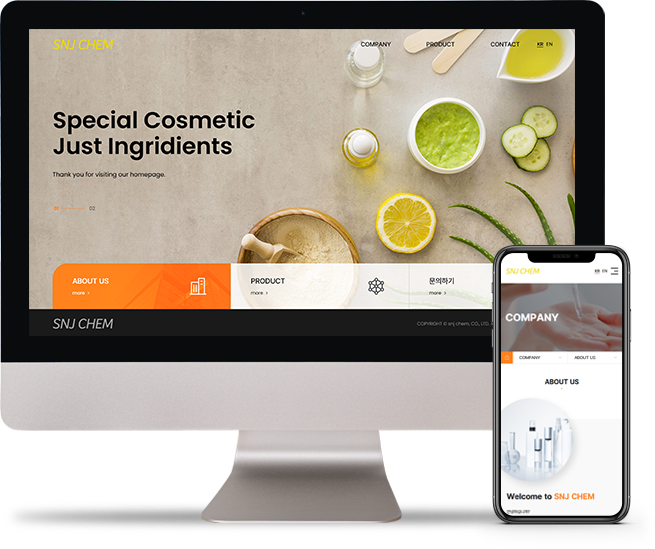 SNJ CHEM
COMPANY
PRODUCT
CONTACT
KR EN
Special Cosmetic
Just Ingridients
Thank you for visiting our homepage.
02
ABOUT US
more >
PRODUCT
more >
문의하기
more >
SNJ CHEM
COPYRIGHT © snj chem, CO., LTD.
SNJ CHEM
KR EN
COMPANY
COMPANY
ABOUT US
ABOUT US
Welcome to SNJ CHEM